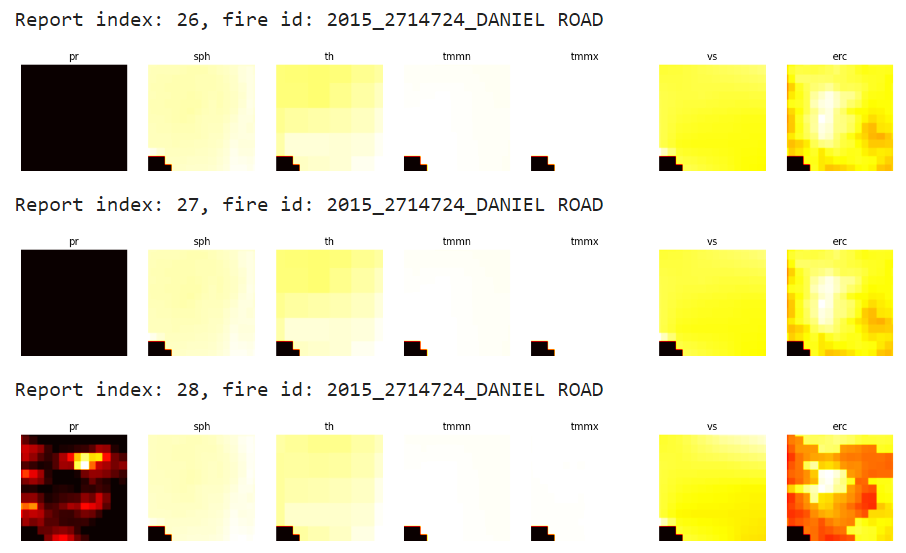 Report index: 26, fire id: 2015_2714724_DANIEL ROAD
pr sph th tmmn tmmx vs erc
Report index: 27, fire id: 2015_2714724_DANIEL ROAD
pr sph th tmmn tmmx vs erc
Report index: 28, fire id: 2015_2714724_DANIEL ROAD
pr sph th tmmn tmmx vs erc